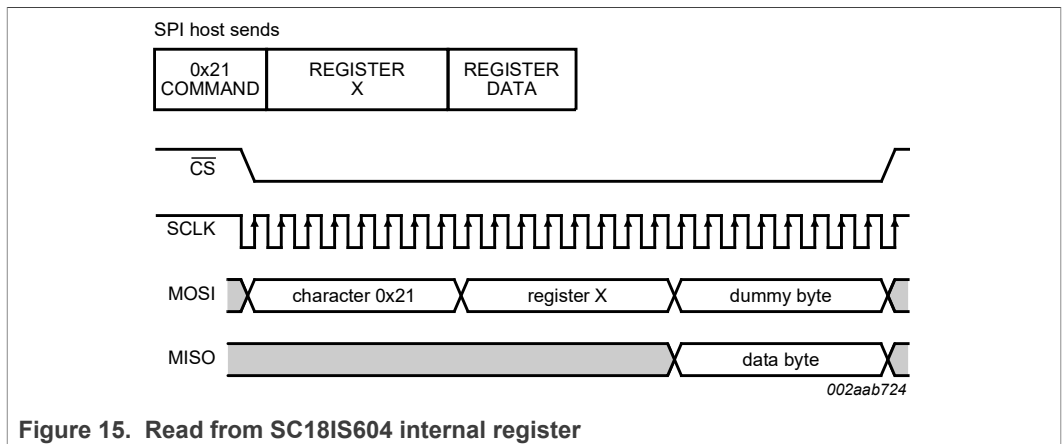 SPI host sends
0x21
COMMAND
REGISTER
X
REGISTER
DATA
CS
SCLK
MOSI
character 0x21
register X
dummy byte
MISO
data byte
002aab724
Figure 15. Read from SC18IS604 internal register